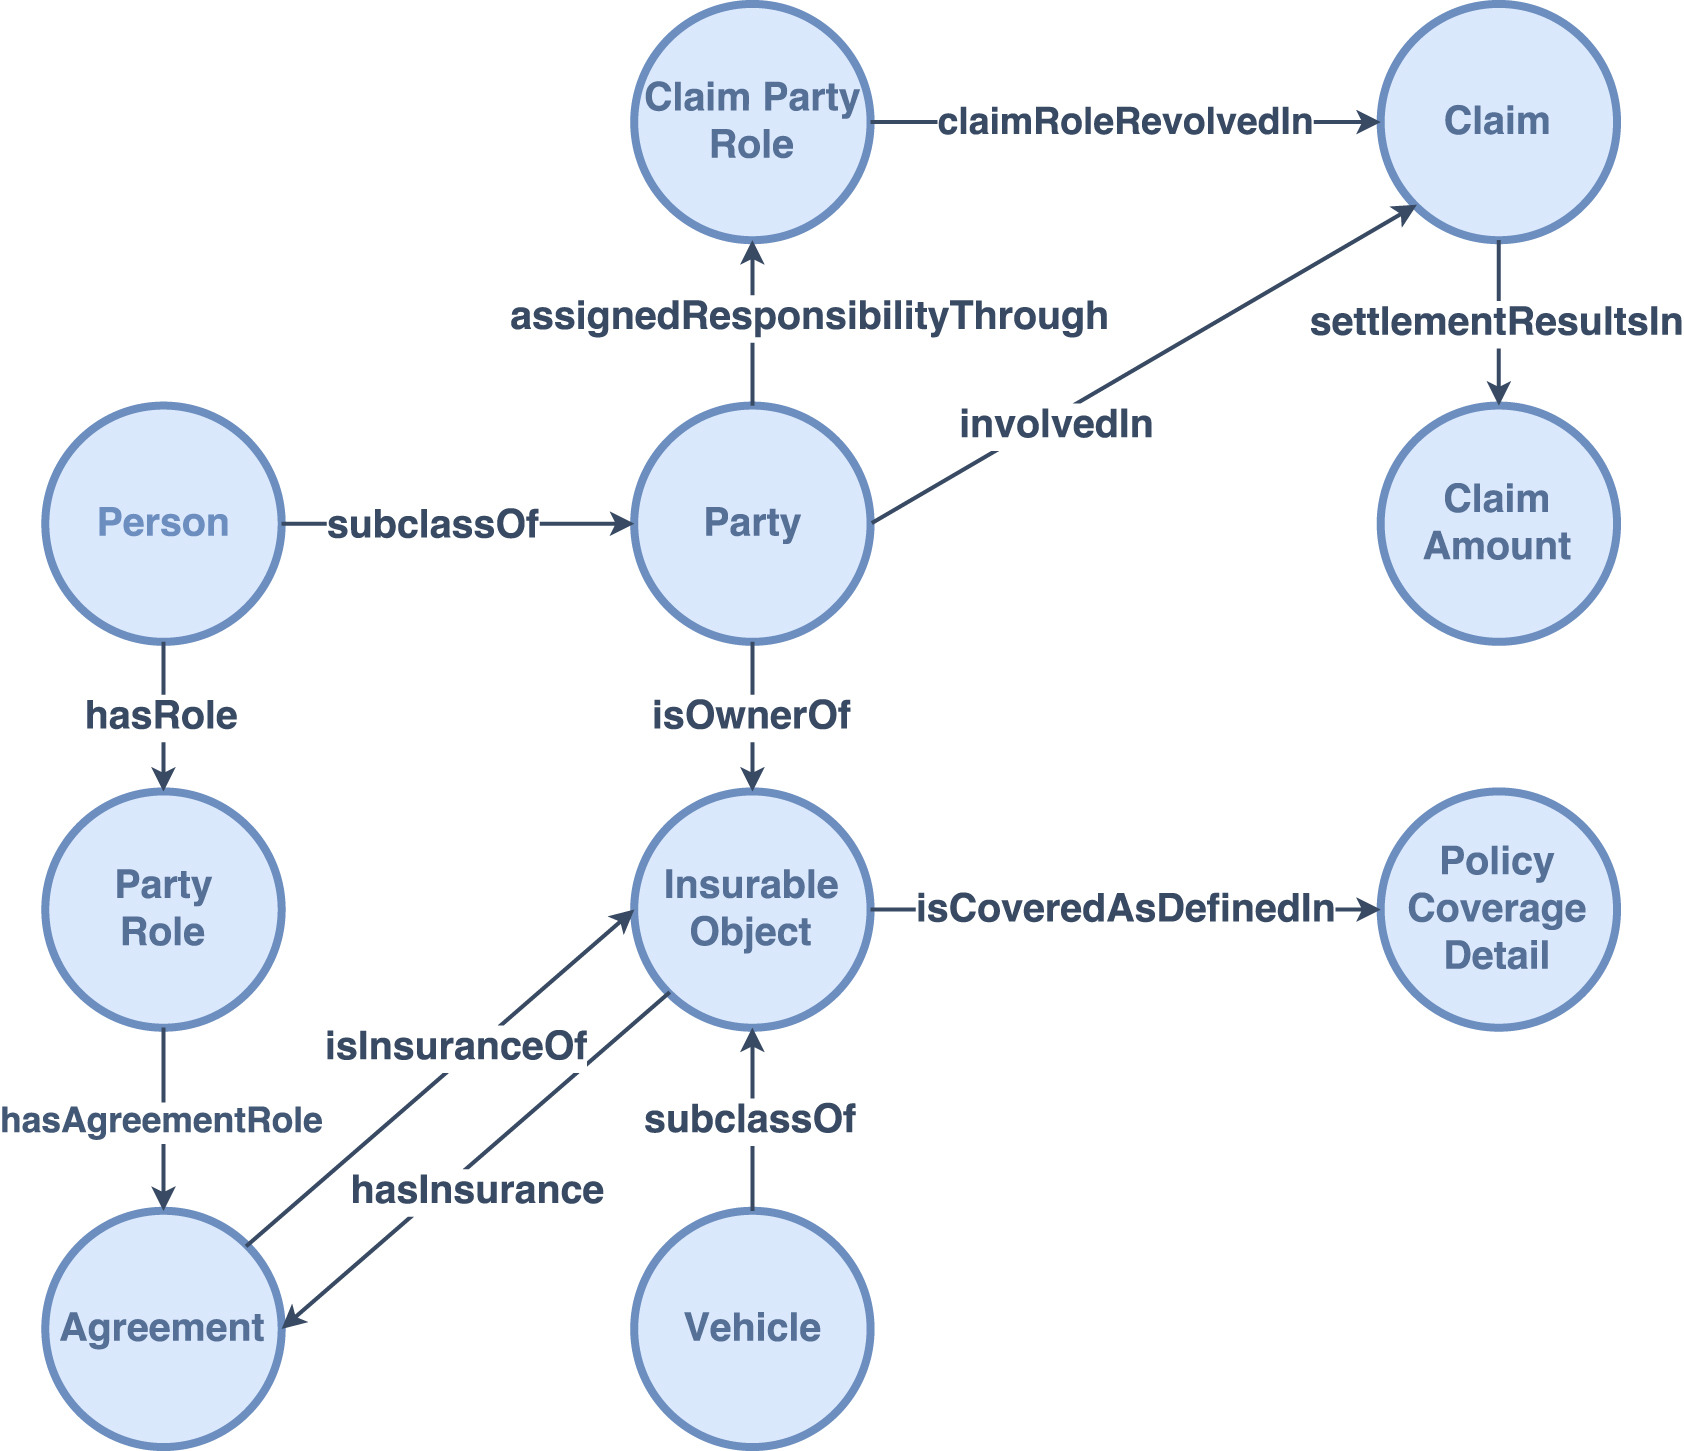 Claim Party
Role
claimRoleRevolvedIn
Claim
assignedResponsibilityThrough
settlementResultsIn
involvedIn
Person
subclassOf
Party
Claim
Amount
hasRole
isOwnerOf
Party
Role
Insurable
Object
isCoveredAsDefinedIn
Policy
Coverage
Detail
isInsuranceOf
hasAgreementRole
subclassOf
hasInsurance
Agreement
Vehicle